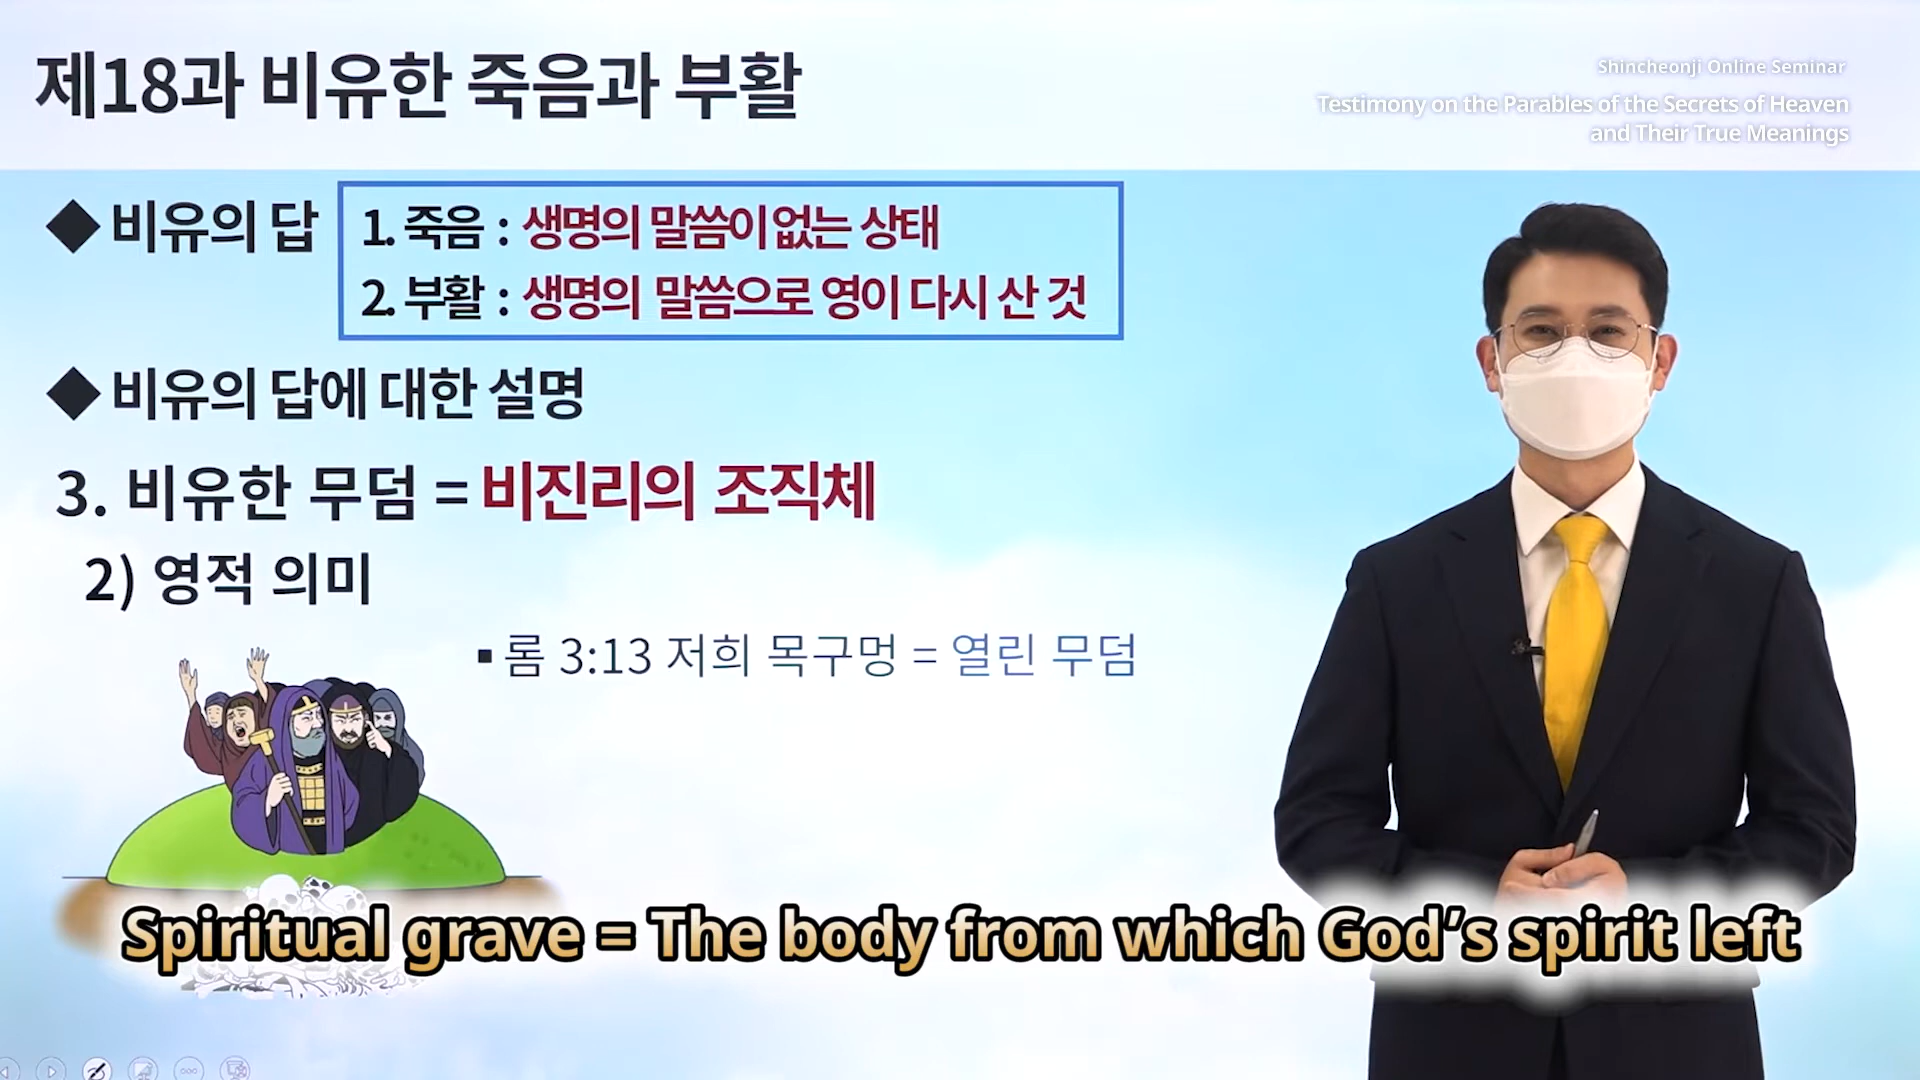 제18과 비유한 죽음과 부활
Shincheonji Online Seminar
Testimony on the Parables of the Secrets of Heaven
and Their True Meanings
◆ 비유의 답
1. 죽음 : 생명의 말씀이 없는 상태
2. 부활 : 생명의 말씀으로 영이 다시 산 것
◆ 비유의 답에 대한 설명
3. 비유한 무덤 = 비진리의 조직체
2) 영적 의미
▪ 롬 3:13 저희 목구멍 = 열린 무덤
Spiritual grave = The body from which God's spirit left